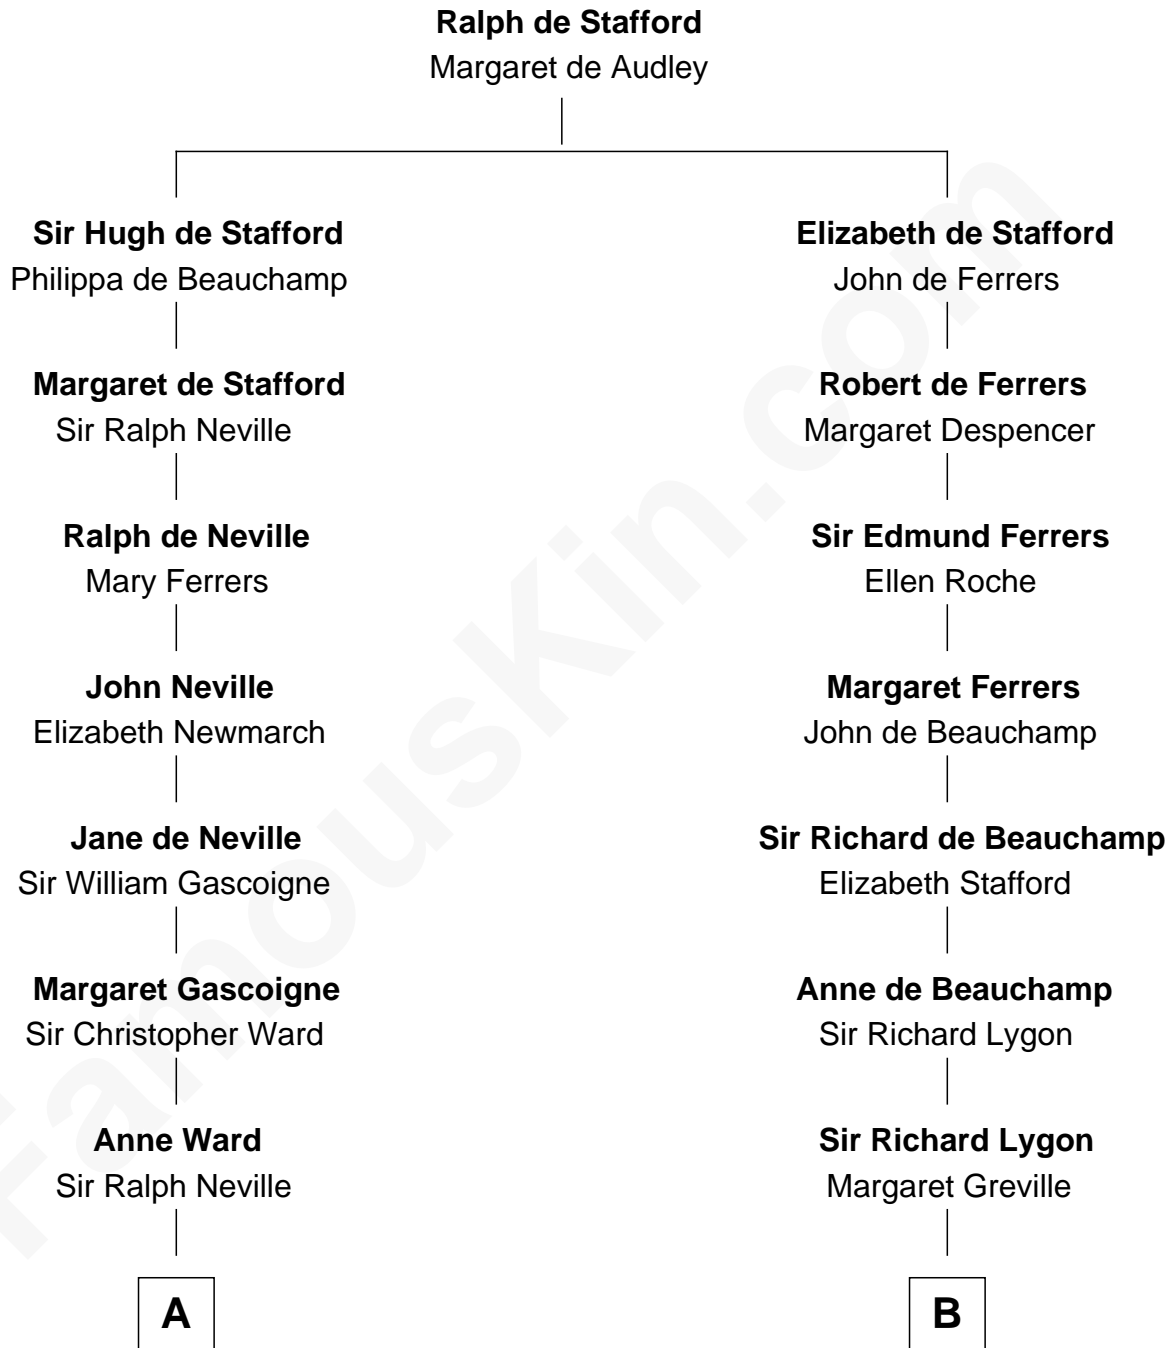 Ralph de Stafford
Margaret de Audley
Sir Hugh de Stafford
Philippa de Beauchamp
Margaret de Stafford
Sir Ralph Neville
Ralph de Neville
Mary Ferrers
John Neville
Elizabeth Newmarch
Jane de Neville
Sir William Gascoigne
Margaret Gascoigne
Sir Christopher Ward
Anne Ward
Sir Ralph Neville
A
Elizabeth de Stafford
John de Ferrers
Robert de Ferrers
Margaret Despencer
Sir Edmund Ferrers
Ellen Roche
Margaret Ferrers
John de Beauchamp
Sir Richard de Beauchamp
Elizabeth Stafford
Anne de Beauchamp
Sir Richard Lygon
Sir Richard Lygon
Margaret Greville
B
FamousKin.com